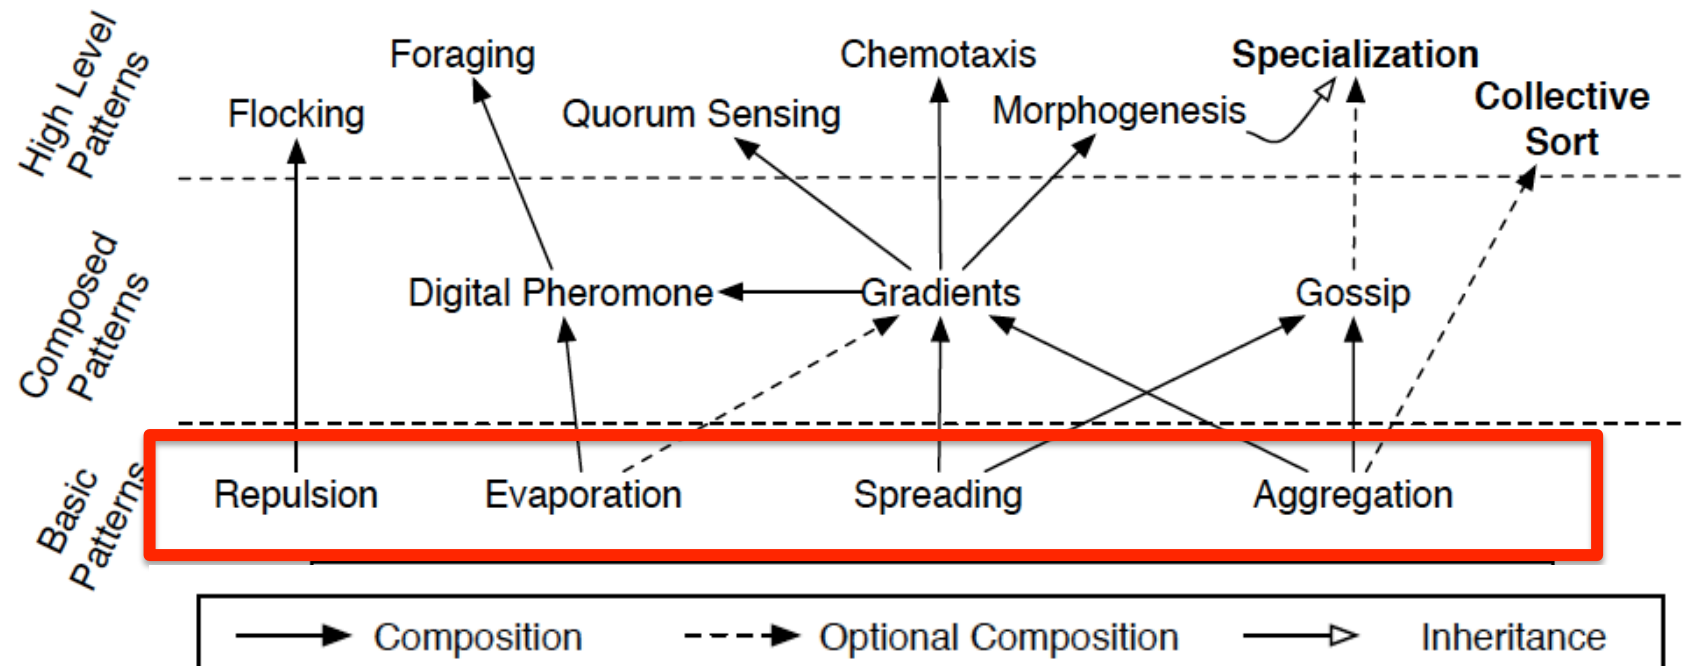 High Level
Patterns
Foraging
Chemotaxis
Specialization
Flocking
Quorum Sensing
Morphogenesis
Collective
Sort
Composed
Patterns
Digital Pheromone
Gradients
Gossip
Basic
Patterns
Repulsion
Evaporation
Spreading
Aggregation
Composition
Optional Composition
Inheritance